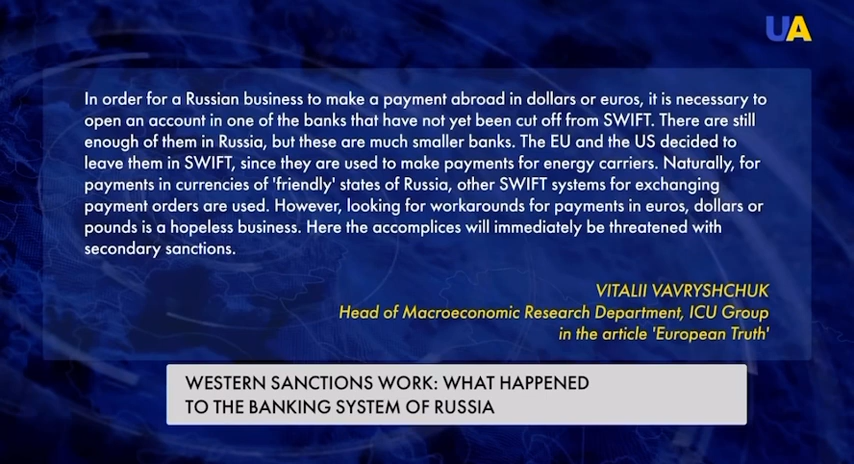 UA
In order for a Russian business to make a payment abroad in dollars or euros, it is necessary to
open an account in one of the banks that have not yet been cut off from SWIFT. There are still
enough of them in Russia, but these are much smaller banks. The EU and the US decided to
leave them in SWIFT, since they are used to make payments for energy carriers. Naturally, for
payments in currencies of 'friendly' states of Russia, other SWIFT systems for exchanging
payment orders are used. However, looking for workarounds for payments in euros, dollars or
pounds is a hopeless business. Here the accomplices will immediately be threatened with
secondary sanctions.
VITALII VAVRYSHCHUK
Head of Macroeconomic Research Department, ICU Group
in the article 'European Truth'
WESTERN SANCTIONS WORK: WHAT HAPPENED
TO THE BANKING SYSTEM OF RUSSIA